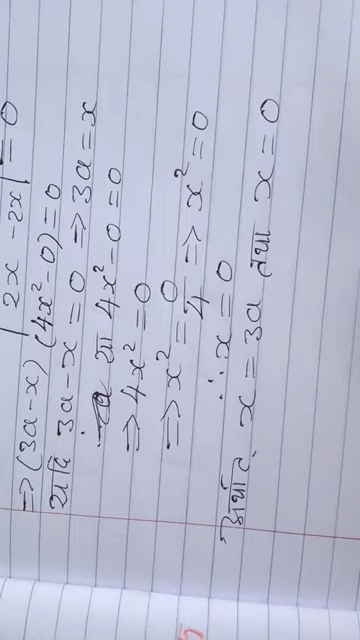 | 2x -2x | = 0
⇒ (3a-x) (4x²-0)=0
यदि 3a-x=0 ⇒ 3a=x
या 4x²-0=0
⇒ 4x²=0
⇒ x² = 0/4 ⇒ x²=0
∴ x=0
अर्थात् x=3a तथा x=0